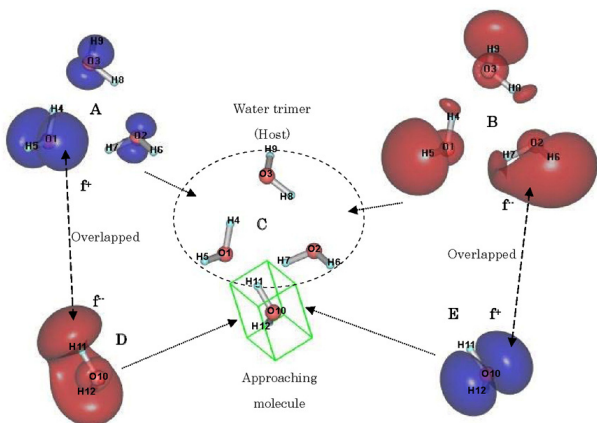 H9
O3
H8
A
H4
O1
H5
O2
H7
H6
f+
Overlapped
f-
H11
D
O10
H12
Water trimer
(Host)
H9
O3
H8
H4
C
O1
H5
O2
H7
H6
H11
O10
H12
Approaching
molecule
H9
O3
H8
B
H4
O1
H5
O2
H7
H6
f-
Overlapped
E
f+
H11
O10
H12